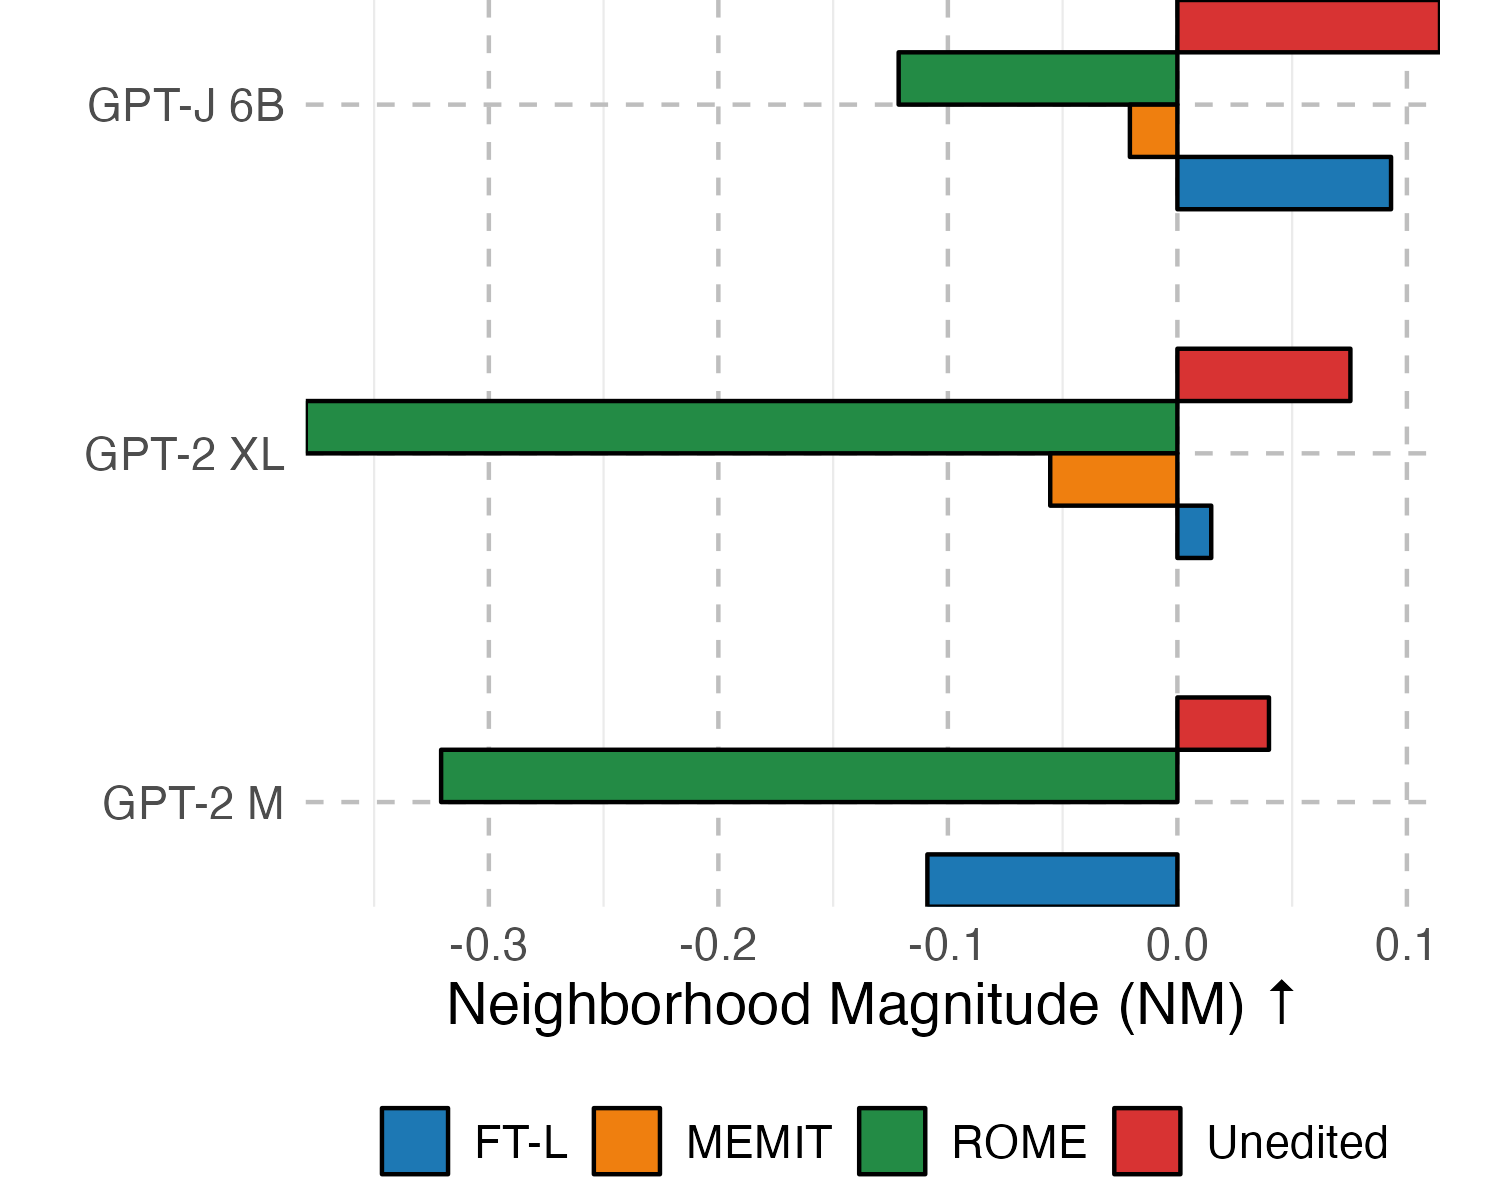 GPT-J 6B
GPT-2 XL
GPT-2 M
-0.3 -0.2 -0.1 0.0 0.1
Neighborhood Magnitude (NM) ↑
FT-L MEMIT ROME Unedited